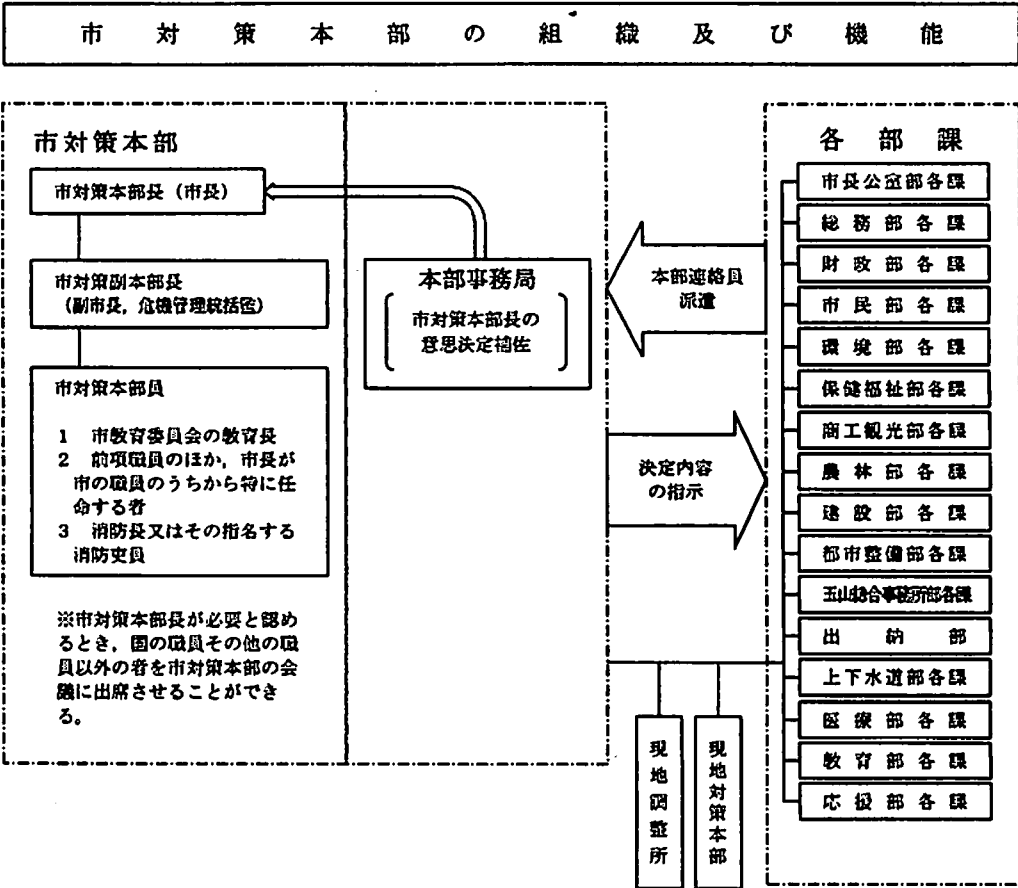 市対策本部の組織及び機能
市対策本部
市対策本部長（市長）
市対策副本部長
（副市長，危機管理統括監）
市対策本部員
1 市教育委員会の教育長
2 前項職員のほか，市長が
市の職員のうちから特に任
命する者
3 消防長又はその指名する
消防吏員
※市対策本部長が必要と認め
るとき，国の職員その他の職
員以外の者を市対策本部の会
議に出席させることができ
る。
本部事務局
市対策本部長の
意思決定補佐
本部連絡員
派遣
決定内容
の指示
現地調整所
現地対策本部
各部課
市長公室部各課
総務部各課
財政部各課
市民部各課
環境部各課
保健福祉部各課
商工観光部各課
農林部各課
建設部各課
都市整備部各課
玉山総合事務所部各課
出納部
上下水道部各課
医療部各課
教育部各課
応援部各課